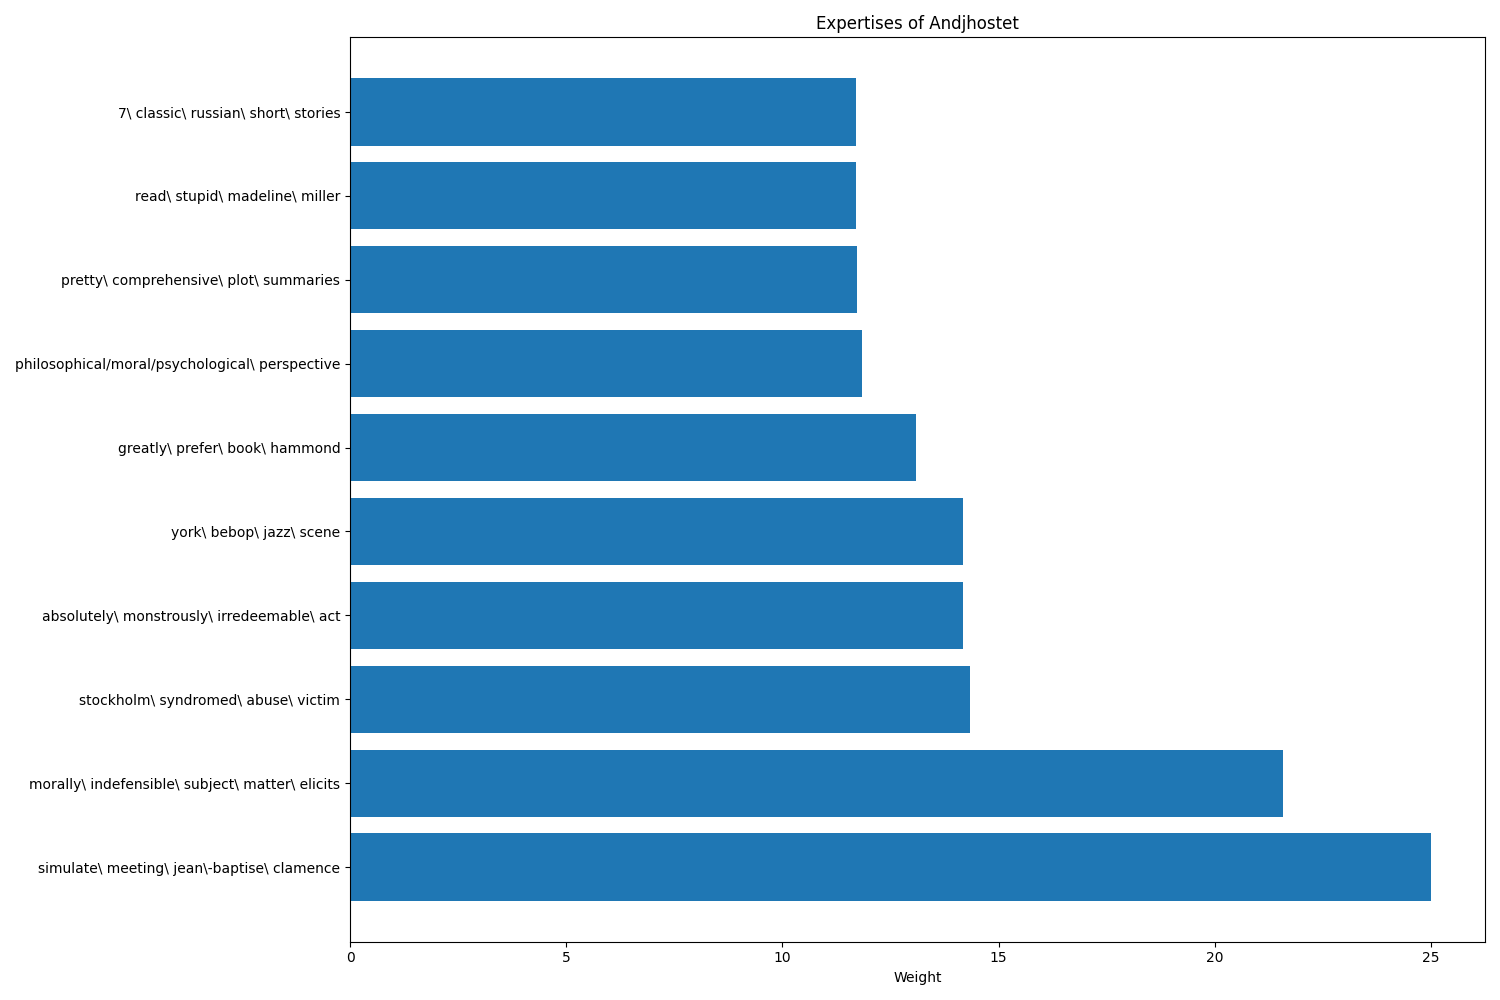 Expertises of Andjhostet
7\ classic\ russian\ short\ stories
read\ stupid\ madeline\ miller
pretty\ comprehensive\ plot\ summaries
philosophical/moral/psychological\ perspective
greatly\ prefer\ book\ hammond
york\ bebop\ jazz\ scene
absolutely\ monstrously\ irredeemable\ act
stockholm\ syndromed\ abuse\ victim
morally\ indefensible\ subject\ matter\ elicits
simulate\ meeting\ jean\-baptise\ clamence
0 5 10 15 20 25
Weight